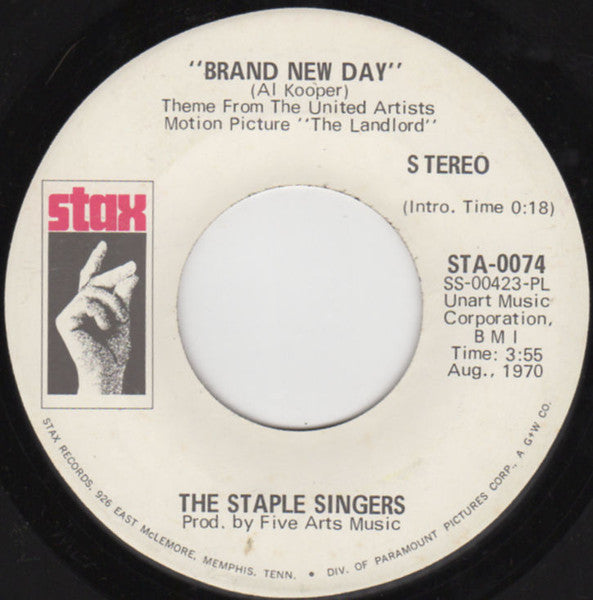 "BRAND NEW DAY"
(Al Kooper)
Theme From The United Artists
Motion Picture "The Landlord"
STEREO
(Intro. Time 0:18)
stax
STA-0074
SS-00423-PL
Unart Music
Corporation,
BMI
Time: 3:55
Aug., 1970
THE STAPLE SINGERS
Prod. by Five Arts Music
STAX RECORDS, 926 EAST McLEMORE, MEMPHIS, TENN. • DIV. OF PARAMOUNT PICTURES CORP., A G+W CO.